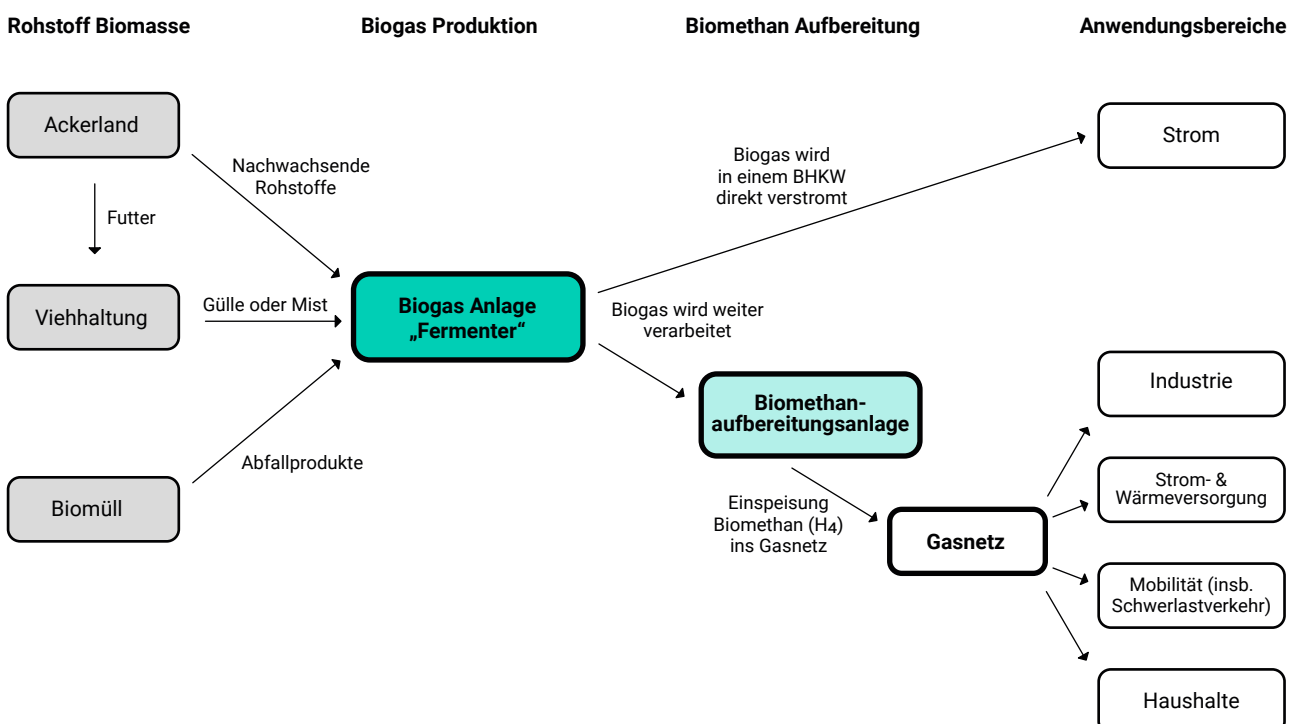 Rohstoff Biomasse
Biogas Produktion
Biomethan Aufbereitung
Anwendungsbereiche
Ackerland
Nachwachsende
Rohstoffe
Futter
Viehhaltung
Gülle oder Mist
Biomüll
Abfallprodukte
Biogas Anlage
„Fermenter“
Biogas wird
in einem BHKW
direkt verstromt
Strom
Biogas wird weiter
verarbeitet
Biomethan-
aufbereitungsanlage
Einspeisung
Biomethan (H4)
ins Gasnetz
Gasnetz
Industrie
Strom- &
Wärmeversorgung
Mobilität (insb.
Schwerlastverkehr)
Haushalte